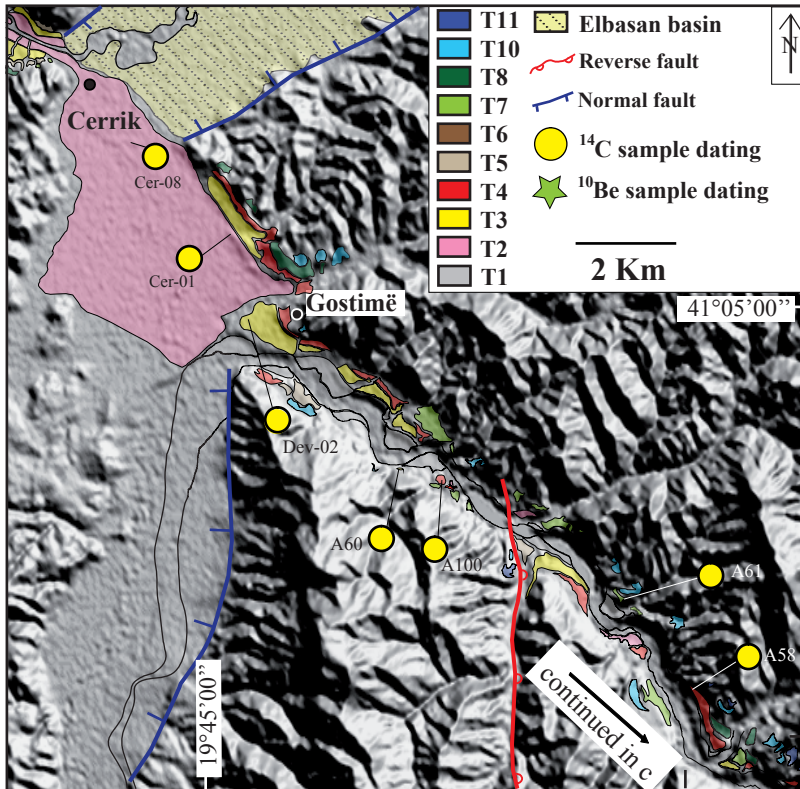 T11
T10
T8
T7
T6
T5
T4
T3
T2
T1
Elbasan basin
Reverse fault
Normal fault
14C sample dating
10Be sample dating
2 Km
N
Cerrik
Cer-08
Cer-01
Gostimë
41°05'00’’
Dev-02
A60
A100
A61
A58
19°45'00’’
continued in c